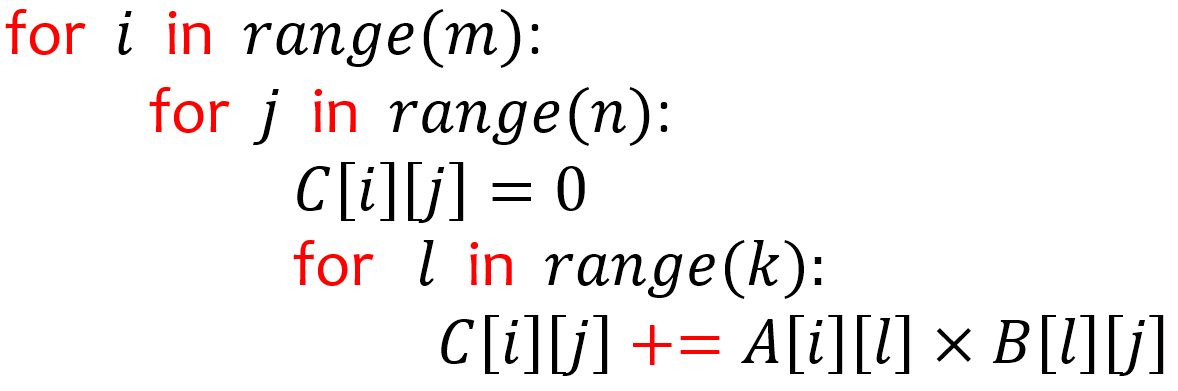 for i in range(m):
for j in range(n):
C[i][j] = 0
for l in range(k):
C[i][j] += A[i][l] × B[l][j]